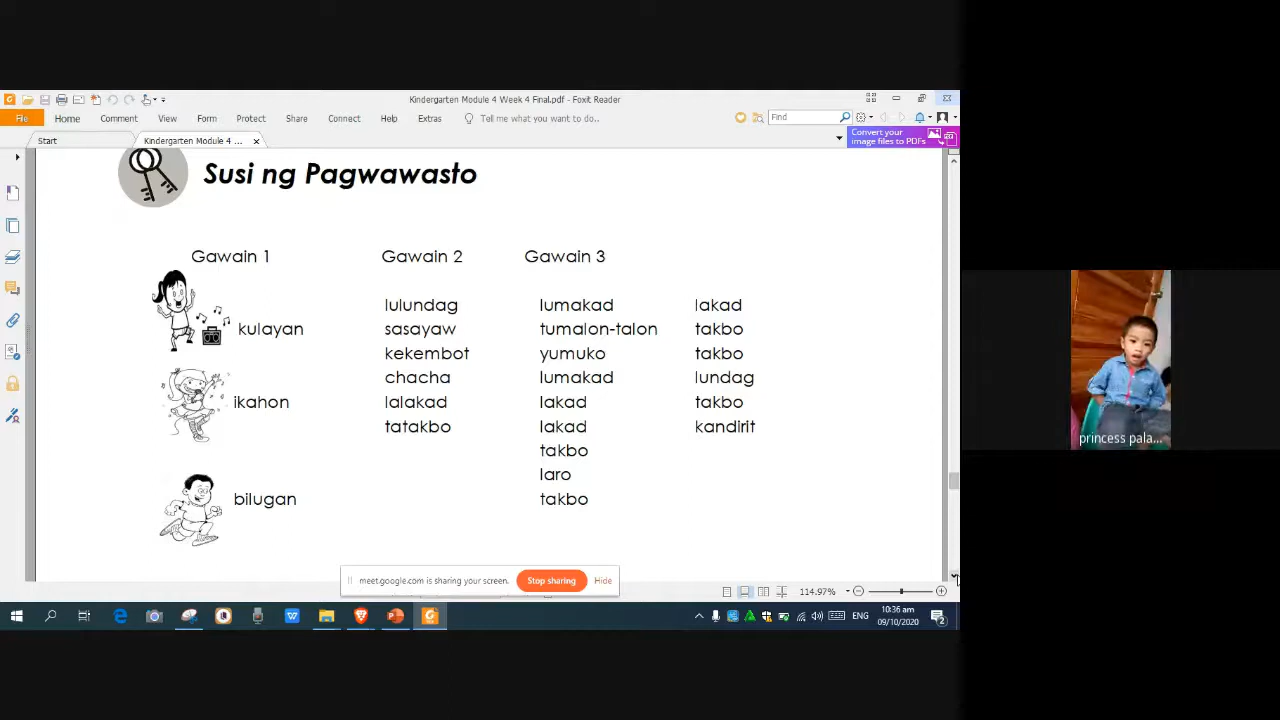 Kindergarten Module 4 Week 4 Final.pdf - Foxit Reader
File Home Comment View Form Protect Share Connect Help Extras Tell me what you want to do.. Find
Convert your
image files to PDFs
Start Kindergarten Module 4 ...
Susi ng Pagwawasto
Gawain 1 Gawain 2 Gawain 3
lulundag lumakad lakad
kulayan sasayaw tumalon-talon takbo
kekembot yumuko takbo
chacha lumakad lundag
ikahon lalakad lakad takbo
tatakbo lakad kandirit
takbo
laro
bilugan takbo
princess pala...
meet.google.com is sharing your screen. Stop sharing Hide
114.97%
ENG 10:36 am
09/10/2020
2